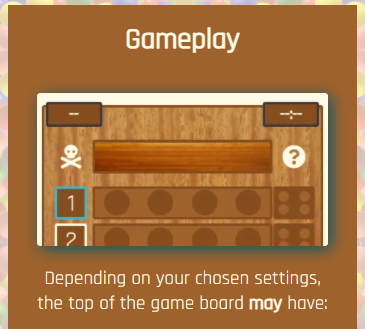 Gameplay
-- --:--
?
1
2
Depending on your chosen settings,
the top of the game board may have: